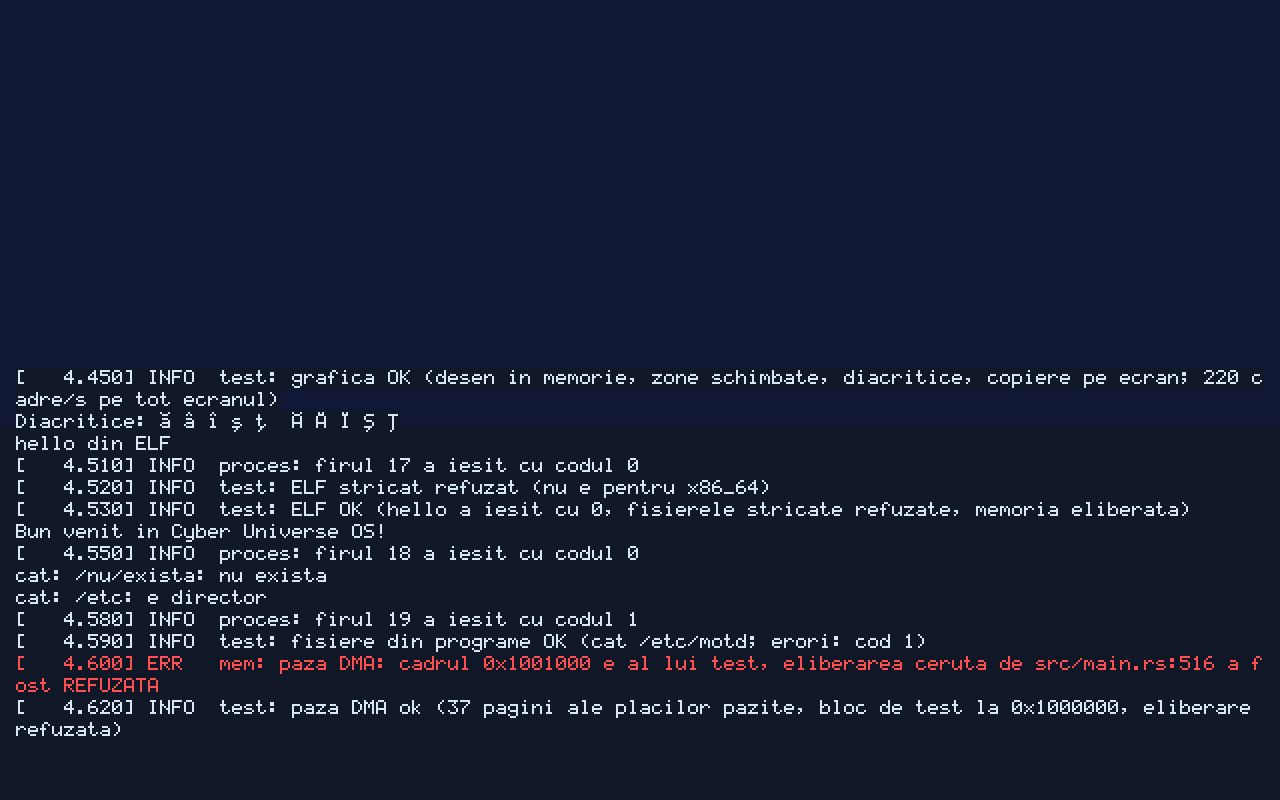 [   4.450] INFO  test: grafica OK (desen in memorie, zone schimbate, diacritice, copiere pe ecran; 220 c
adre/s pe tot ecranul)
Diacritice: ă â î ş ţ  Ă Â Î Ş Ţ
hello din ELF
[   4.510] INFO  proces: firul 17 a iesit cu codul 0
[   4.520] INFO  test: ELF stricat refuzat (nu e pentru x86_64)
[   4.530] INFO  test: ELF OK (hello a iesit cu 0, fisierele stricate refuzate, memoria eliberata)
Bun venit in Cyber Universe OS!
[   4.550] INFO  proces: firul 18 a iesit cu codul 0
cat: /nu/exista: nu exista
cat: /etc: e director
[   4.580] INFO  proces: firul 19 a iesit cu codul 1
[   4.590] INFO  test: fisiere din programe OK (cat /etc/motd; erori: cod 1)
[   4.600] ERR   mem: paza DMA: cadrul 0x1001000 e al lui test, eliberarea ceruta de src/main.rs:516 a f
ost REFUZATA
[   4.620] INFO  test: paza DMA ok (37 pagini ale placilor pazite, bloc de test la 0x1000000, eliberare
refuzata)